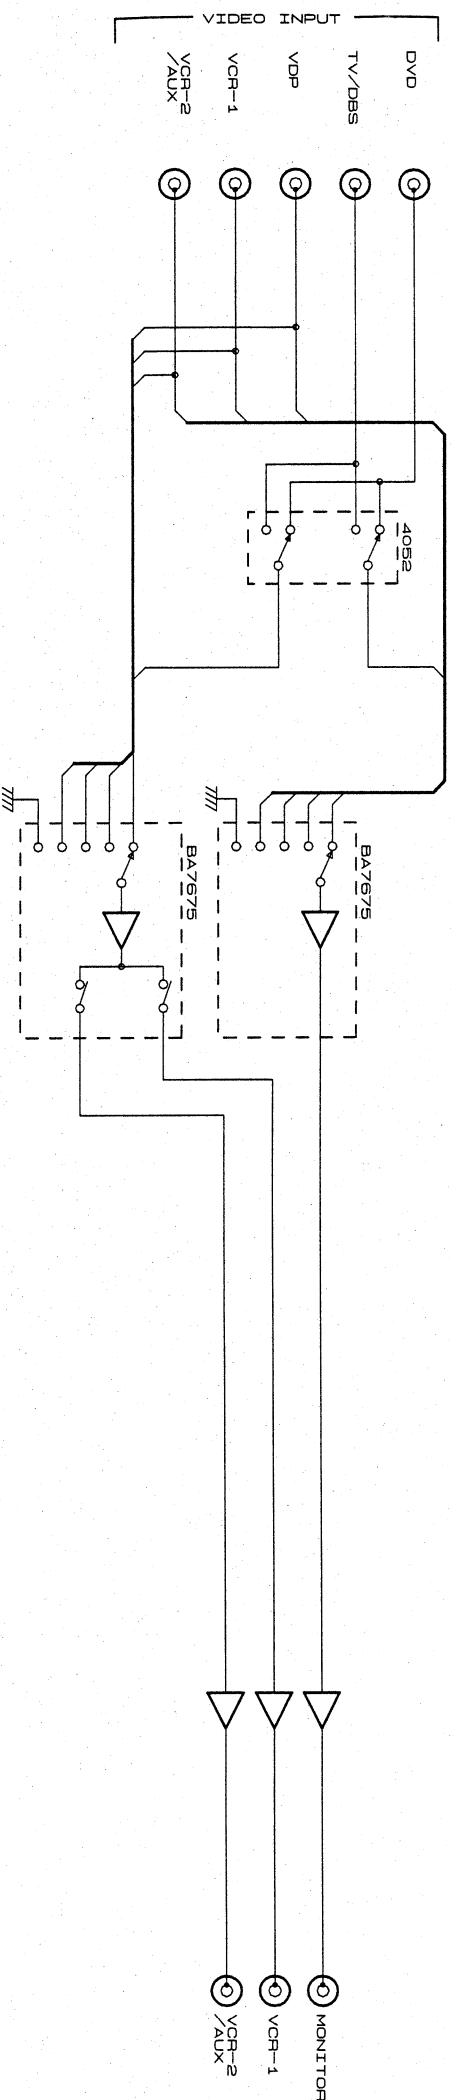 VIDEO INPUT
DVD
TV/DBS
VDP
VCR-1
VCR-2
/AUX
4052
BA7675
BA7675
MONITOR
VCR-1
VCR-2
/AUX